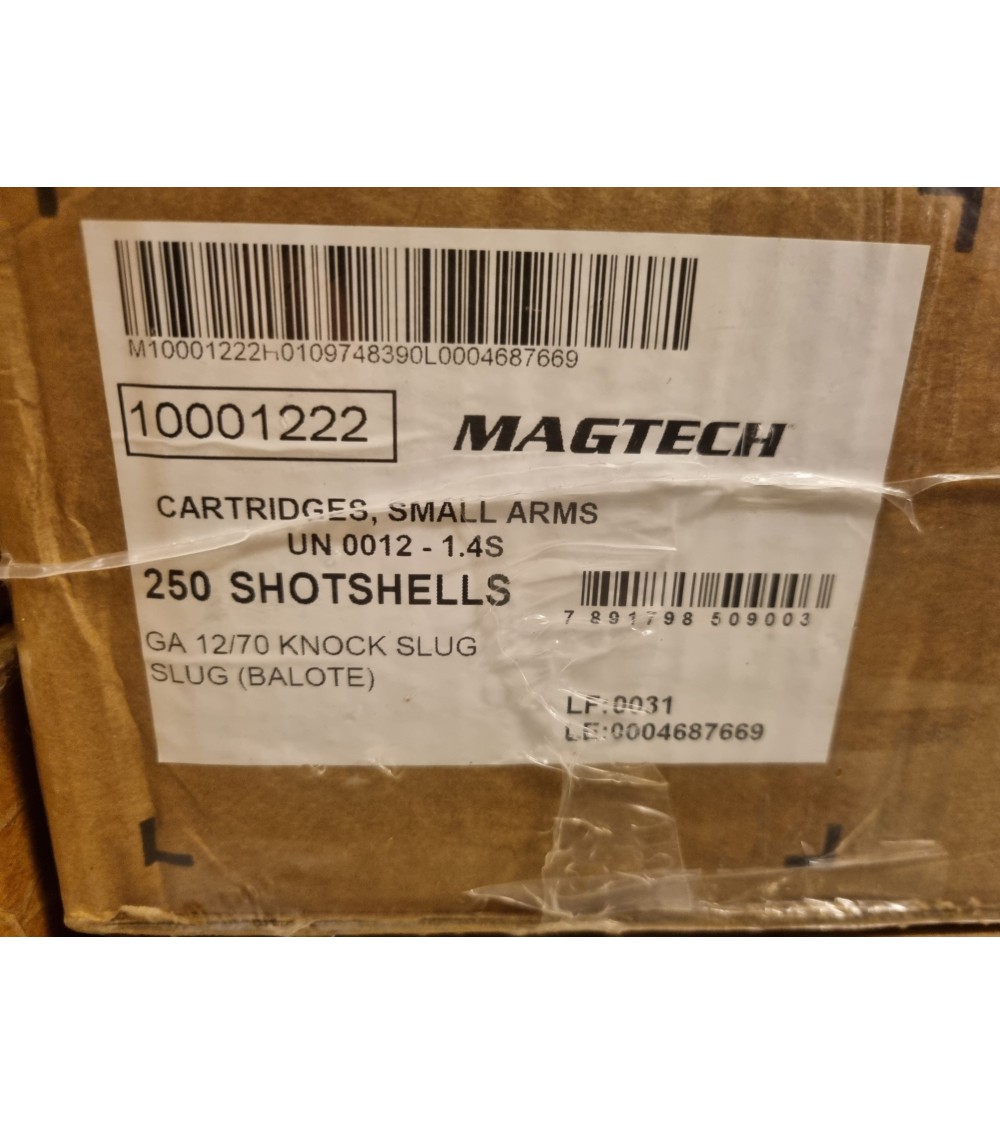 M10001222H0109748390L0004687669
10001222
MAGTECH
CARTRIDGES, SMALL ARMS
UN 0012 - 1.4S
250 SHOTSHELLS
7 891798 509003
GA 12/70 KNOCK SLUG
SLUG (BALOTE)
LF:0031
LE:0004687669